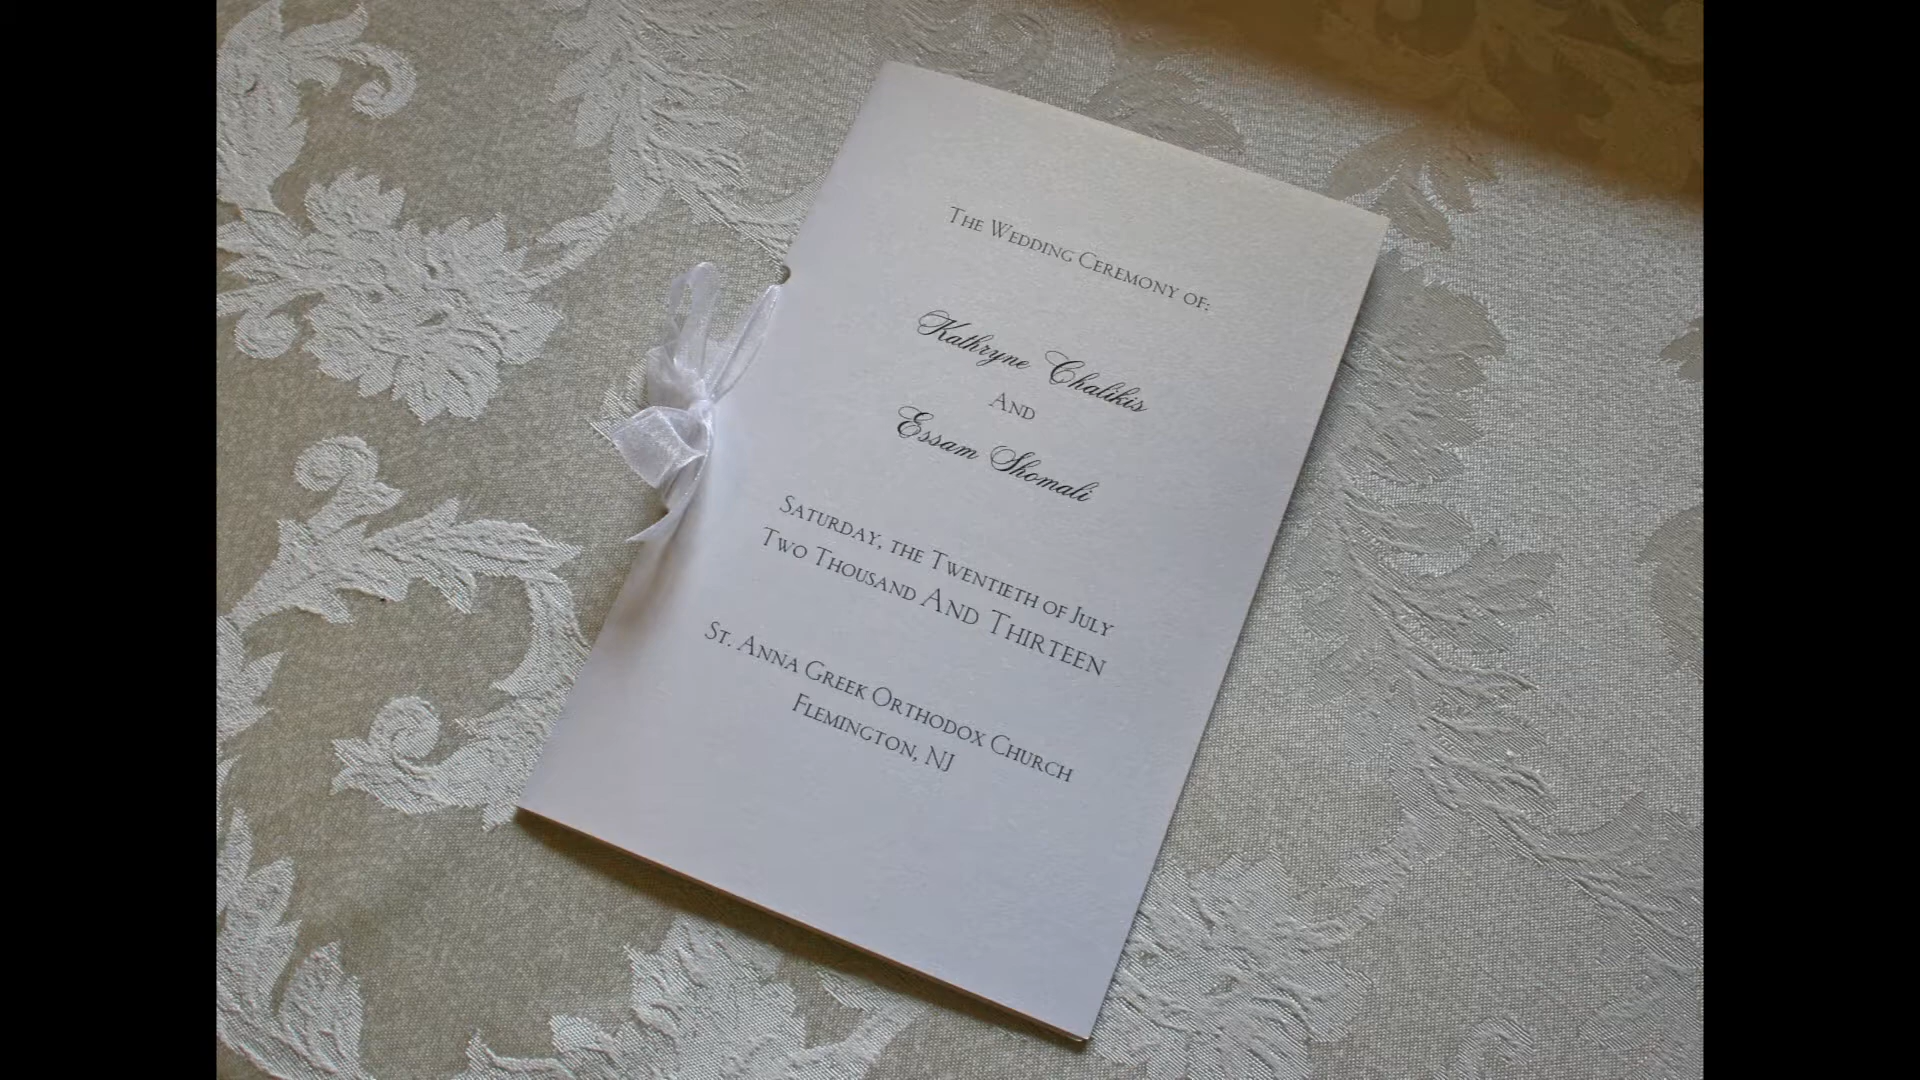 The Wedding Ceremony of:
Kathryne Chalikis
And
Essam Shomali
Saturday, the Twentieth of July
Two Thousand And Thirteen
St. Anna Greek Orthodox Church
Flemington, NJ